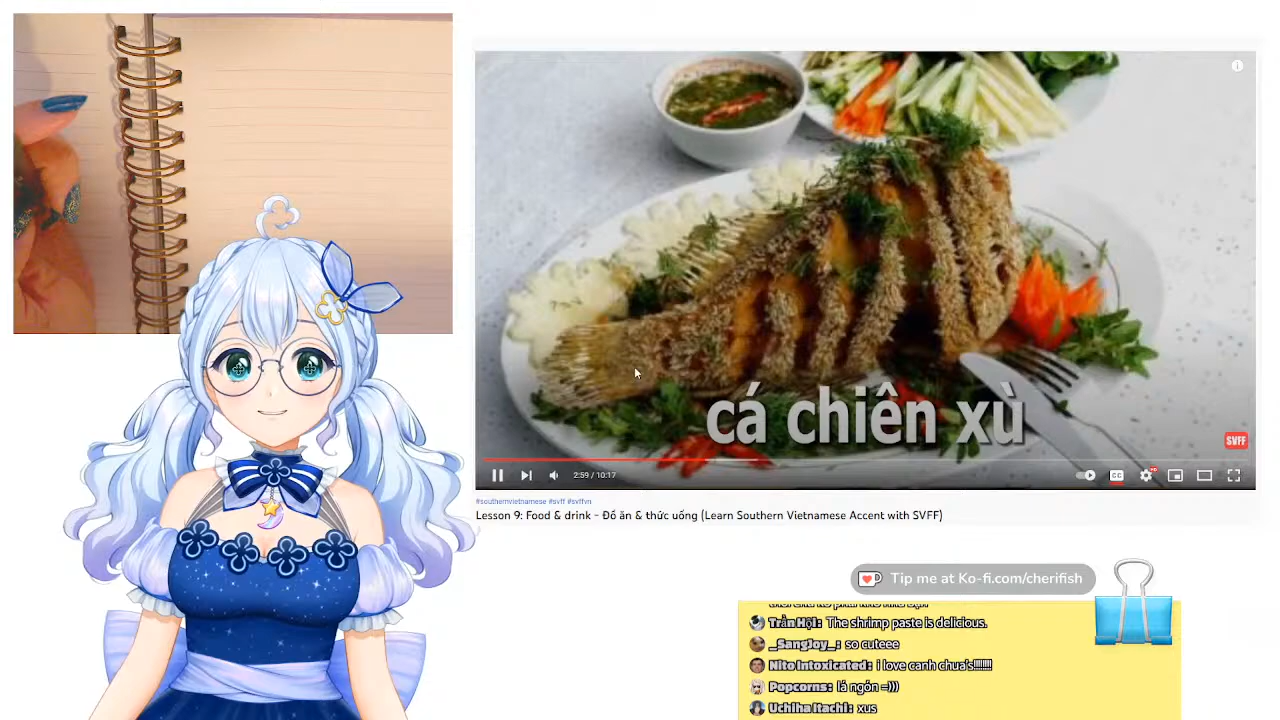 cá chiên xù
SVFF
2:59 / 10:17
CC
HD
#southernvietnamese #svff #svffvn
Lesson 9: Food & drink - Đồ ăn & thức uống (Learn Southern Vietnamese Accent with SVFF)
Tip me at Ko-fi.com/cherifish
Trần Hội: The shrimp paste is delicious.
_SangJoy_: so cuteee
Nito Intoxicated: i love canh chua's!!!!!!!
Popcorns: lá ngón =)))
Uchiha Itachi: xus